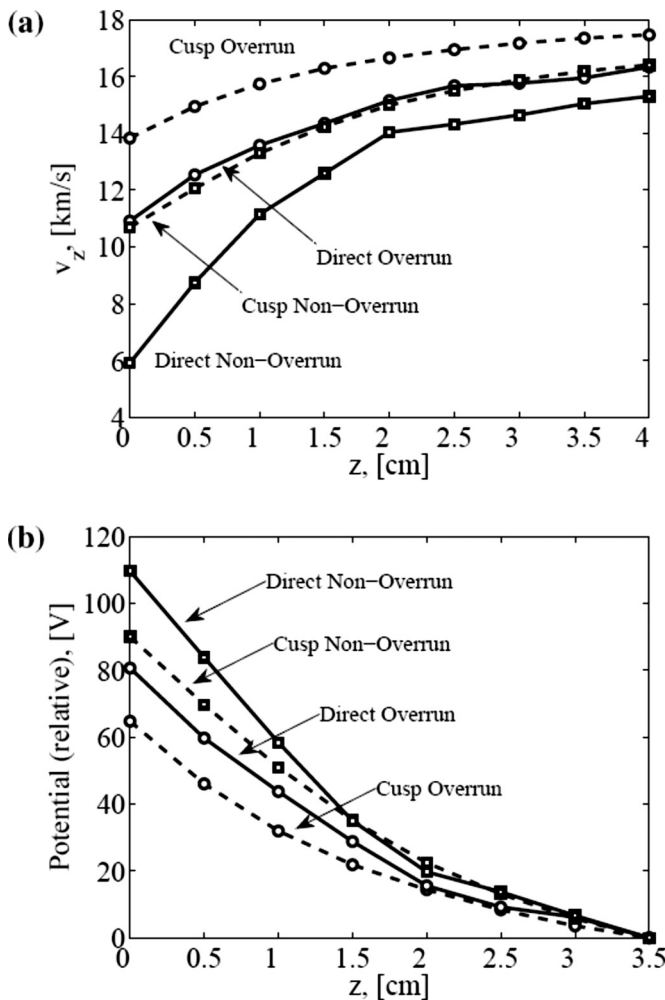 (a)
18
16
14
12
10
8
6
4
v_z, [km/s]
Cusp Overrun
Direct Overrun
Cusp Non-Overrun
Direct Non-Overrun
0 0.5 1 1.5 2 2.5 3 3.5 4
z, [cm]
(b)
120
100
80
60
40
20
0
Potential (relative), [V]
Direct Non-Overrun
Cusp Non-Overrun
Direct Overrun
Cusp Overrun
0 0.5 1 1.5 2 2.5 3 3.5
z, [cm]